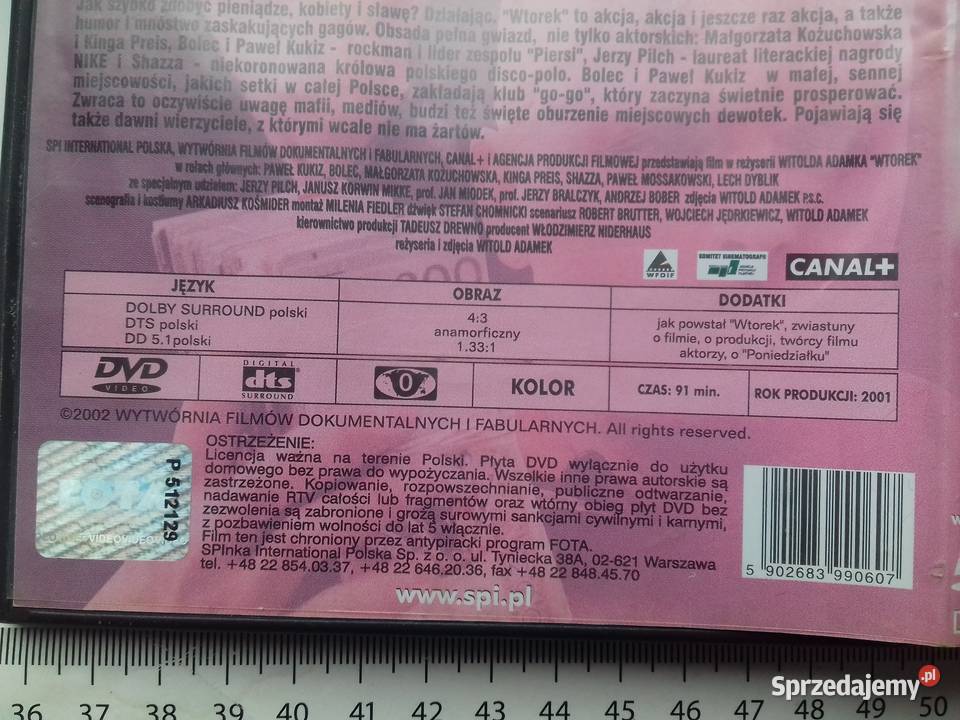 Jak szybko zdobyć pieniądze, kobiety i sławę? Działając. "Wtorek" to akcja, akcja i jeszcze raz akcja, a także
humor i mnóstwo zaskakujących gagów. Obsada pełna gwiazd, nie tylko aktorskich: Małgorzata Kożuchowska
i Kinga Preis, Bolec i Paweł Kukiz - rockman i lider zespołu "Piersi", Jerzy Pilch - laureat literackiej nagrody
NIKE i Shazza - niekoronowana królowa polskiego disco-polo. Bolec i Paweł Kukiz w małej, sennej
miejscowości, jakich setki w całej Polsce, zakładają klub "go-go", który zaczyna świetnie prosperować.
Zwraca to oczywiście uwagę mafii, mediów, budzi też święte oburzenie miejscowych dewotek. Pojawiają się
także dawni wierzyciele, z którymi wcale nie ma żartów.
SPI INTERNATIONAL POLSKA, WYTWÓRNIA FILMÓW DOKUMENTALNYCH I FABULARNYCH, CANAL+ I AGENCJA PRODUKCJI FILMOWEJ przedstawiają film w reżyserii WITOLDA ADAMKA "WTOREK"
w rolach głównych: PAWEŁ KUKIZ, BOLEC, MAŁGORZATA KOŻUCHOWSKA, KINGA PREIS, SHAZZA, PAWEŁ MOSSAKOWSKI, LECH DYBLIK
ze specjalnym udziałem: JERZY PILCH, JANUSZ KORWIN MIKKE, prof. JAN MIODEK, prof. JERZY BRALCZYK, ANDRZEJ BOBER zdjęcia WITOLD ADAMEK P.S.C.
scenografia i kostiumy ARKADIUSZ KOŚMIDER montaż MILENIA FIEDLER dźwięk STEFAN CHOMNICKI scenariusz ROBERT BRUTTER, WOJCIECH JĘDRKIEWICZ, WITOLD ADAMEK
kierownictwo produkcji TADEUSZ DREWNO producent WŁODZIMIERZ NIDERHAUS
reżyseria i zdjęcia WITOLD ADAMEK
WFDIF
KOMITET KINEMATOGRAFII
CANAL+
JĘZYK
DOLBY SURROUND polski
DTS polski
DD 5.1 polski
OBRAZ
4:3
anamorficzny
1.33:1
DODATKI
jak powstał "Wtorek", zwiastuny
o filmie, o produkcji, twórcy filmu
aktorzy, o "Poniedziałku"
DVD
VIDEO
DIGITAL
dts
SURROUND
0
KOLOR
CZAS: 91 min.
ROK PRODUKCJI: 2001
©2002 WYTWÓRNIA FILMÓW DOKUMENTALNYCH I FABULARNYCH. All rights reserved.
P 512129
OSTRZEŻENIE:
Licencja ważna na terenie Polski. Płyta DVD wyłącznie do użytku
domowego bez prawa do wypożyczania. Wszelkie inne prawa autorskie są
zastrzeżone. Kopiowanie, rozpowszechnianie, publiczne odtwarzanie,
nadawanie RTV całości lub fragmentów oraz wtórny obieg płyt DVD bez
zezwolenia są zabronione i grożą surowymi sankcjami cywilnymi i karnymi,
z pozbawieniem wolności do lat 5 włącznie.
Film ten jest chroniony przez antypiracki program FOTA.
SPInka International Polska Sp. z o. o. ul. Tyniecka 38A, 02-621 Warszawa
tel. +48 22 854.03.37, +48 22 646.20.36, fax +48 22 848.45.70
www.spi.pl
5 902683 990607
36 37 38 39 40 41 42 43 44 45 46 47 48 49 50
Sprzedajemy.pl